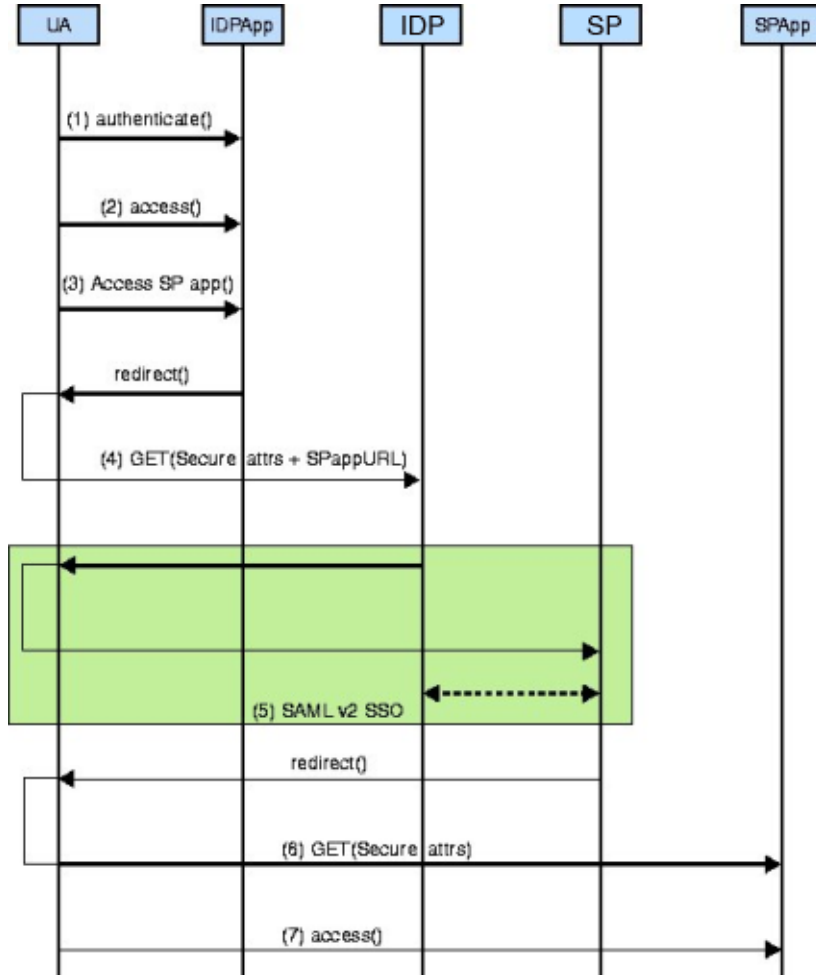 UA
IDPApp
IDP
SP
SPApp
(1) authenticate()
(2) access()
(3) Access SP app()
redirect()
(4) GET(Secure attrs + SPappURL)
(5) SAML v2 SSO
redirect()
(6) GET(Secure attrs)
(7) access()